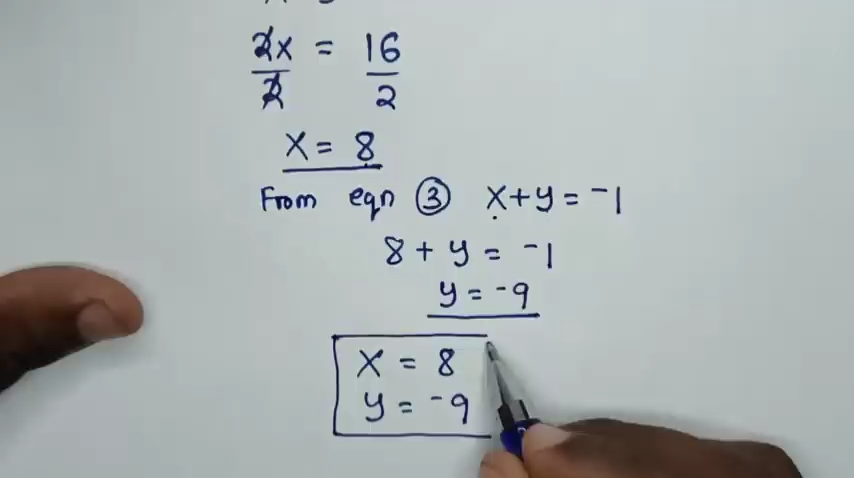 2x = 16
2 2
x = 8
From eqn ③ x+y = -1
8 + y = -1
y = -9
x = 8
y = -9